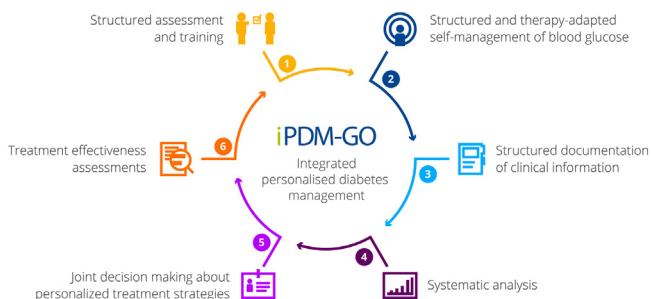 Structured assessment
and training
1
Structured and therapy-adapted
self-management of blood glucose
2
Structured documentation
of clinical information
3
Systematic analysis
4
Joint decision making about
personalized treatment strategies
5
Treatment effectiveness
assessments
6
iPDM-GO
Integrated
personalised diabetes
management